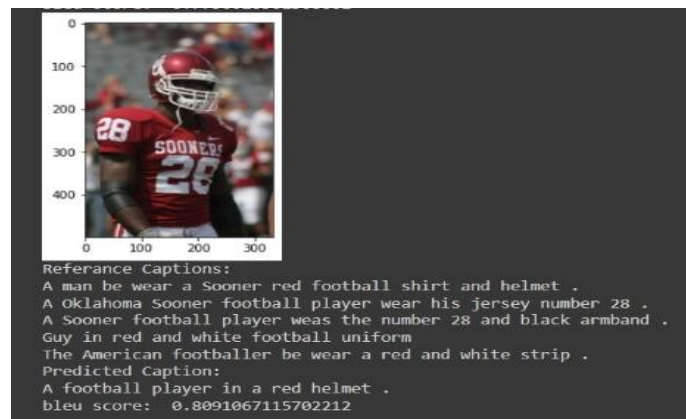 0
100
200
300
400
28
SOONERS
28
0 100 200 300
Referance Captions:
A man be wear a Sooner red football shirt and helmet .
A Oklahoma Sooner football player wear his jersey number 28 .
A Sooner football player weas the number 28 and black armband .
Guy in red and white football uniform
The American footballer be wear a red and white strip .
Predicted Caption:
A football player in a red helmet .
bleu score: 0.8091067115702212